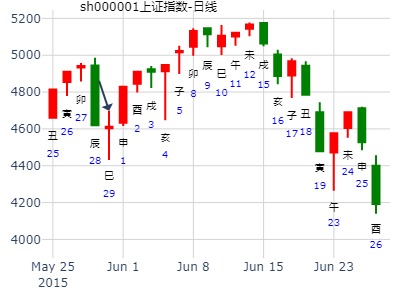 sh000001上证指数-日线
5200
5000
4800
4600
4400
4200
4000
丑
25
寅
26
卯
27
辰
28
巳
29
午
1
酉
2
戌
3
亥
4
子
5
卯
8
辰
9
巳
10
午
11
未
12
戌
15
亥
16
子
17
丑
18
寅
19
午
23
未
24
申
25
酉
26
May 25
2015
Jun 1
Jun 8
Jun 15
Jun 23